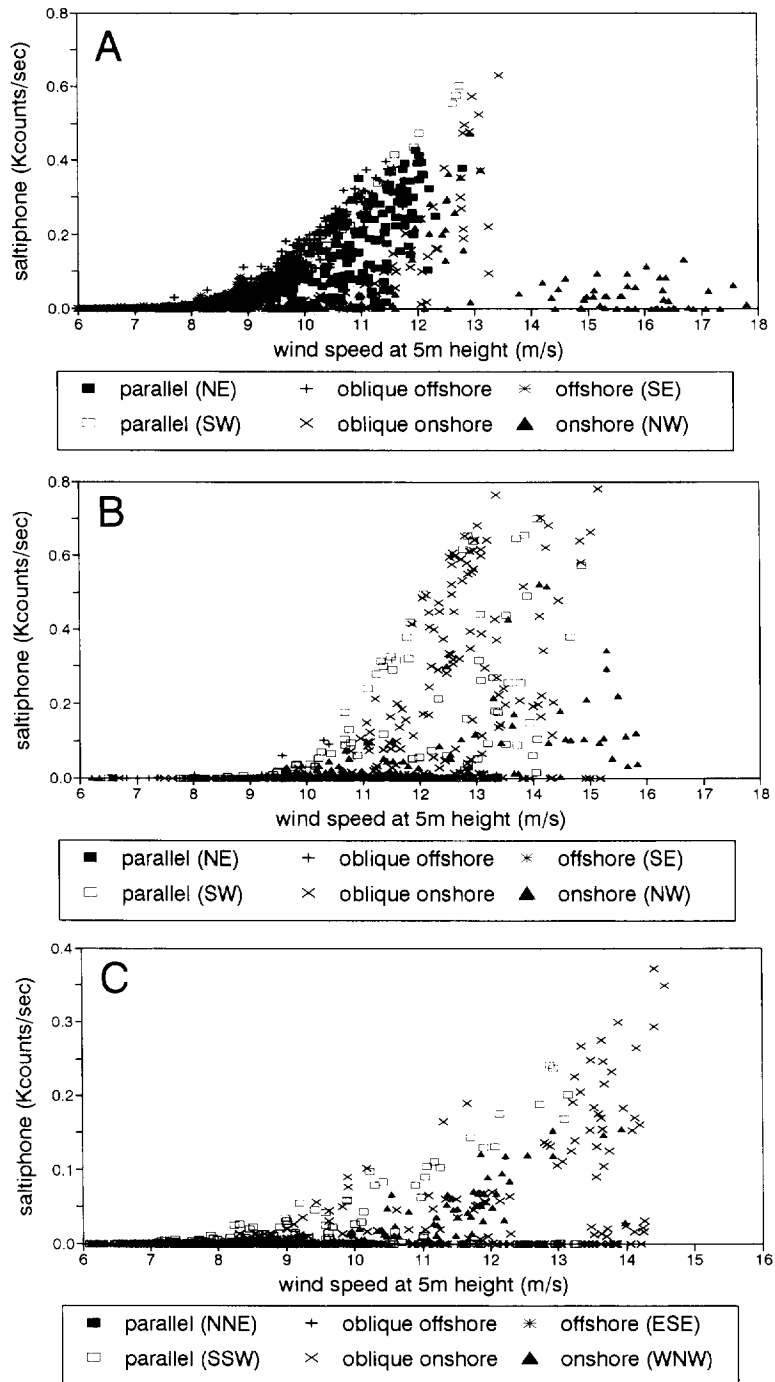 A
saltiphone (Kcounts/sec)
0.8
0.6
0.4
0.2
0.0
6 7 8 9 10 11 12 13 14 15 16 17 18
wind speed at 5m height (m/s)
parallel (NE) oblique offshore offshore (SE)
parallel (SW) oblique onshore onshore (NW)
B
saltiphone (Kcounts/sec)
0.8
0.6
0.4
0.2
0.0
6 7 8 9 10 11 12 13 14 15 16 17 18
wind speed at 5m height (m/s)
parallel (NE) oblique offshore offshore (SE)
parallel (SW) oblique onshore onshore (NW)
C
saltiphone (Kcounts/sec)
0.4
0.3
0.2
0.1
0.0
6 7 8 9 10 11 12 13 14 15 16
wind speed at 5m height (m/s)
parallel (NNE) oblique offshore offshore (ESE)
parallel (SSW) oblique onshore onshore (WNW)